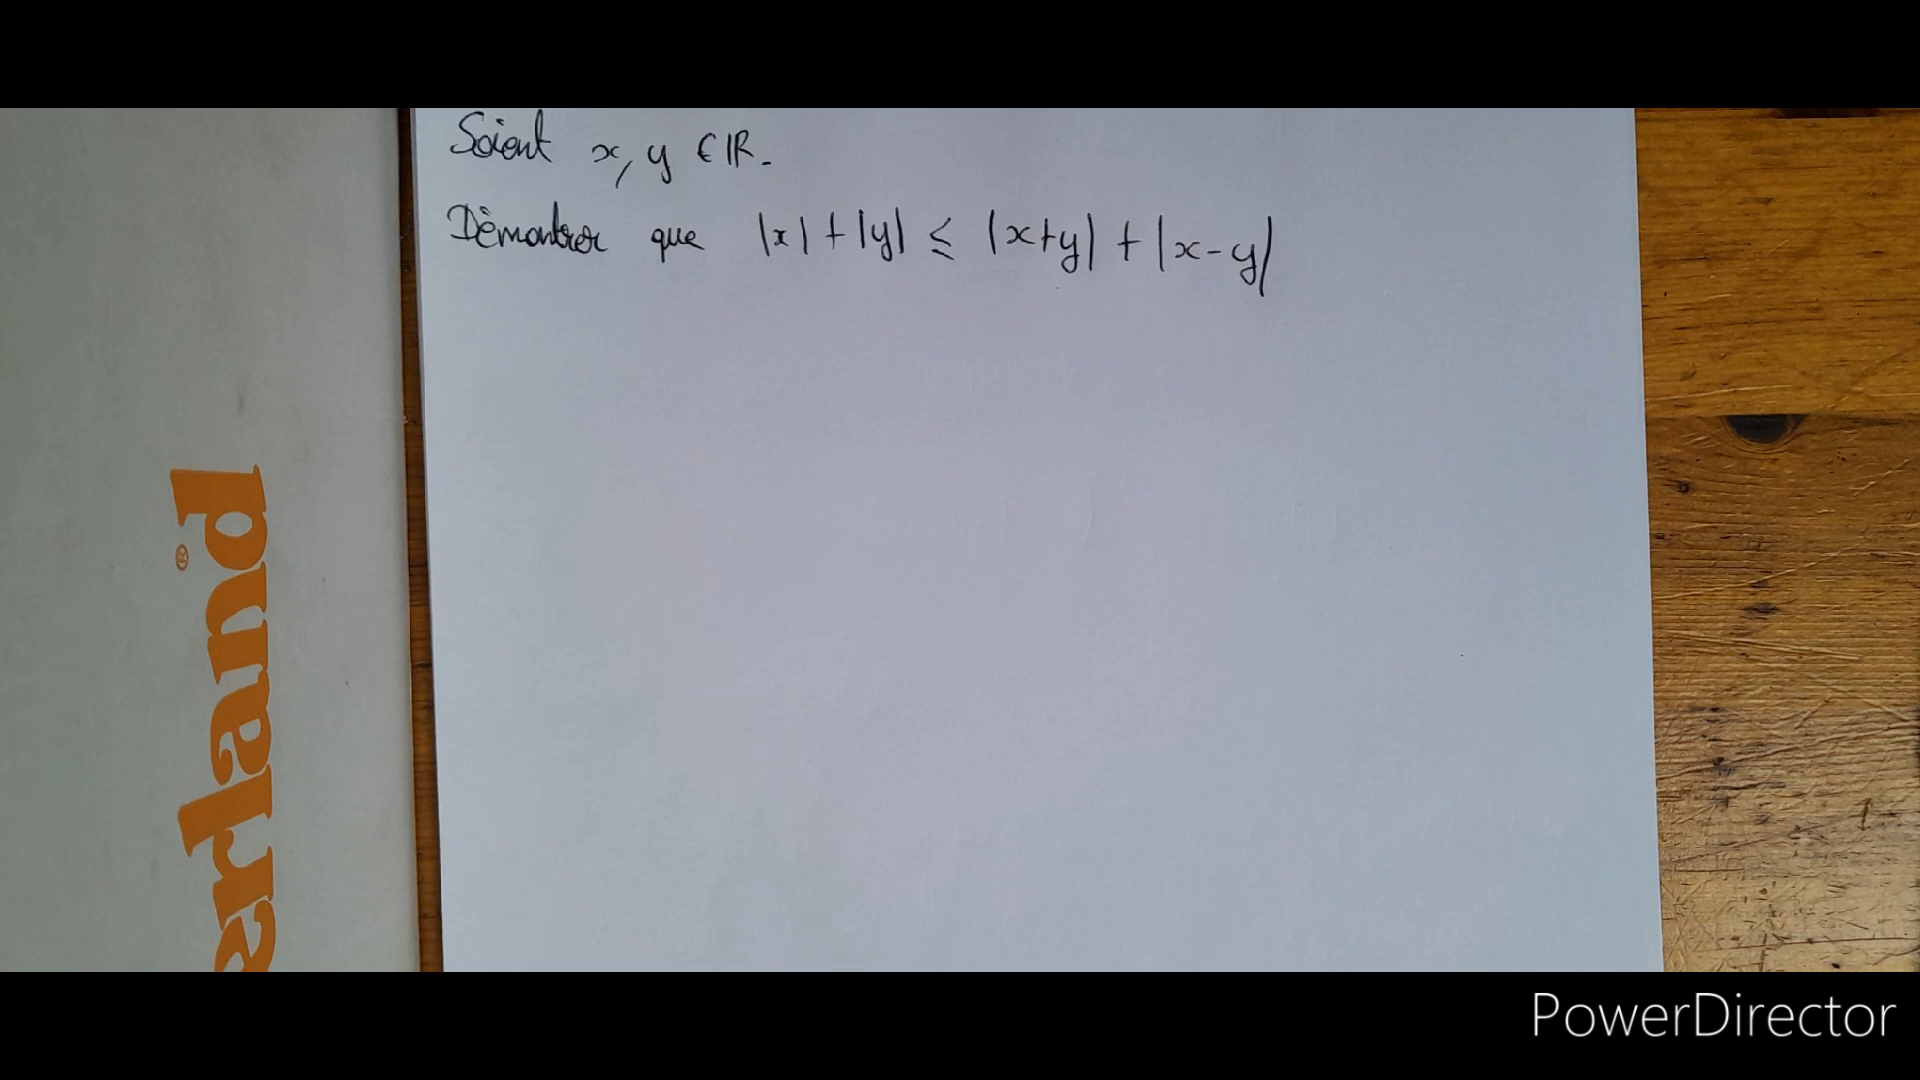 Soient x, y ∈ ℝ.
Démontrer que |x| + |y| ≤ |x+y| + |x-y|
erland®
PowerDirector